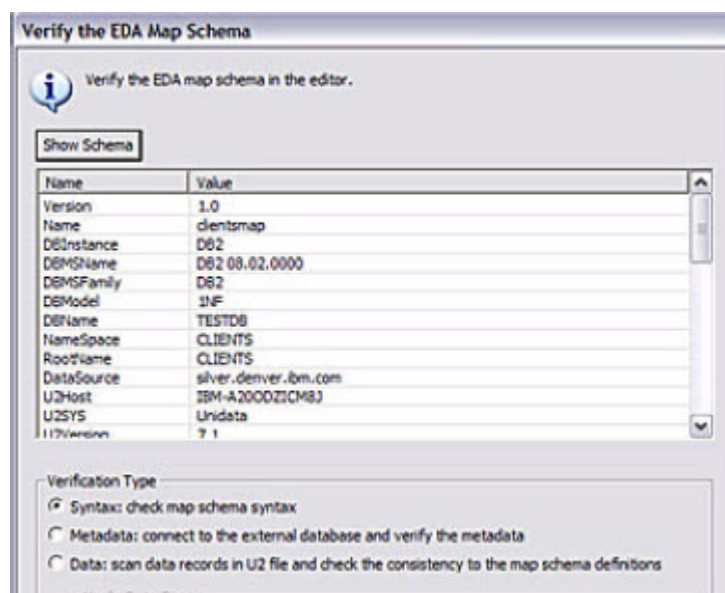 Verify the EDA Map Schema
Verify the EDA map schema in the editor.
Show Schema
Name Value
Version 1.0
Name clientsmap
DBInstance DB2
DBMSName DB2 08.02.0000
DBMSFamily DB2
DBModel 1NF
DBName TESTDB
NameSpace CLIENTS
RootName CLIENTS
DataSource silver.denver.ibm.com
U2Host
U2SYS Unidata
U2Version 7.1
Verification Type
Syntax: check map schema syntax
Metadata: connect to the external database and verify the metadata
Data: scan data records in U2 file and check the consistency to the map schema definitions